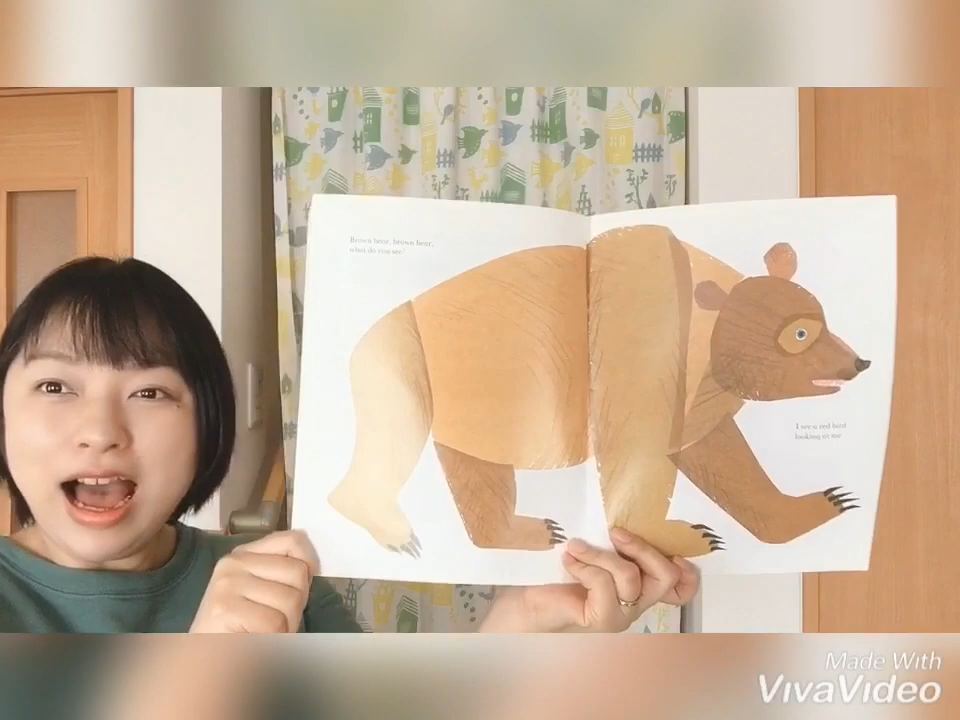 Brown bear, brown bear,
what do you see?
I see a red bird
looking at me.
Made With
VivaVideo